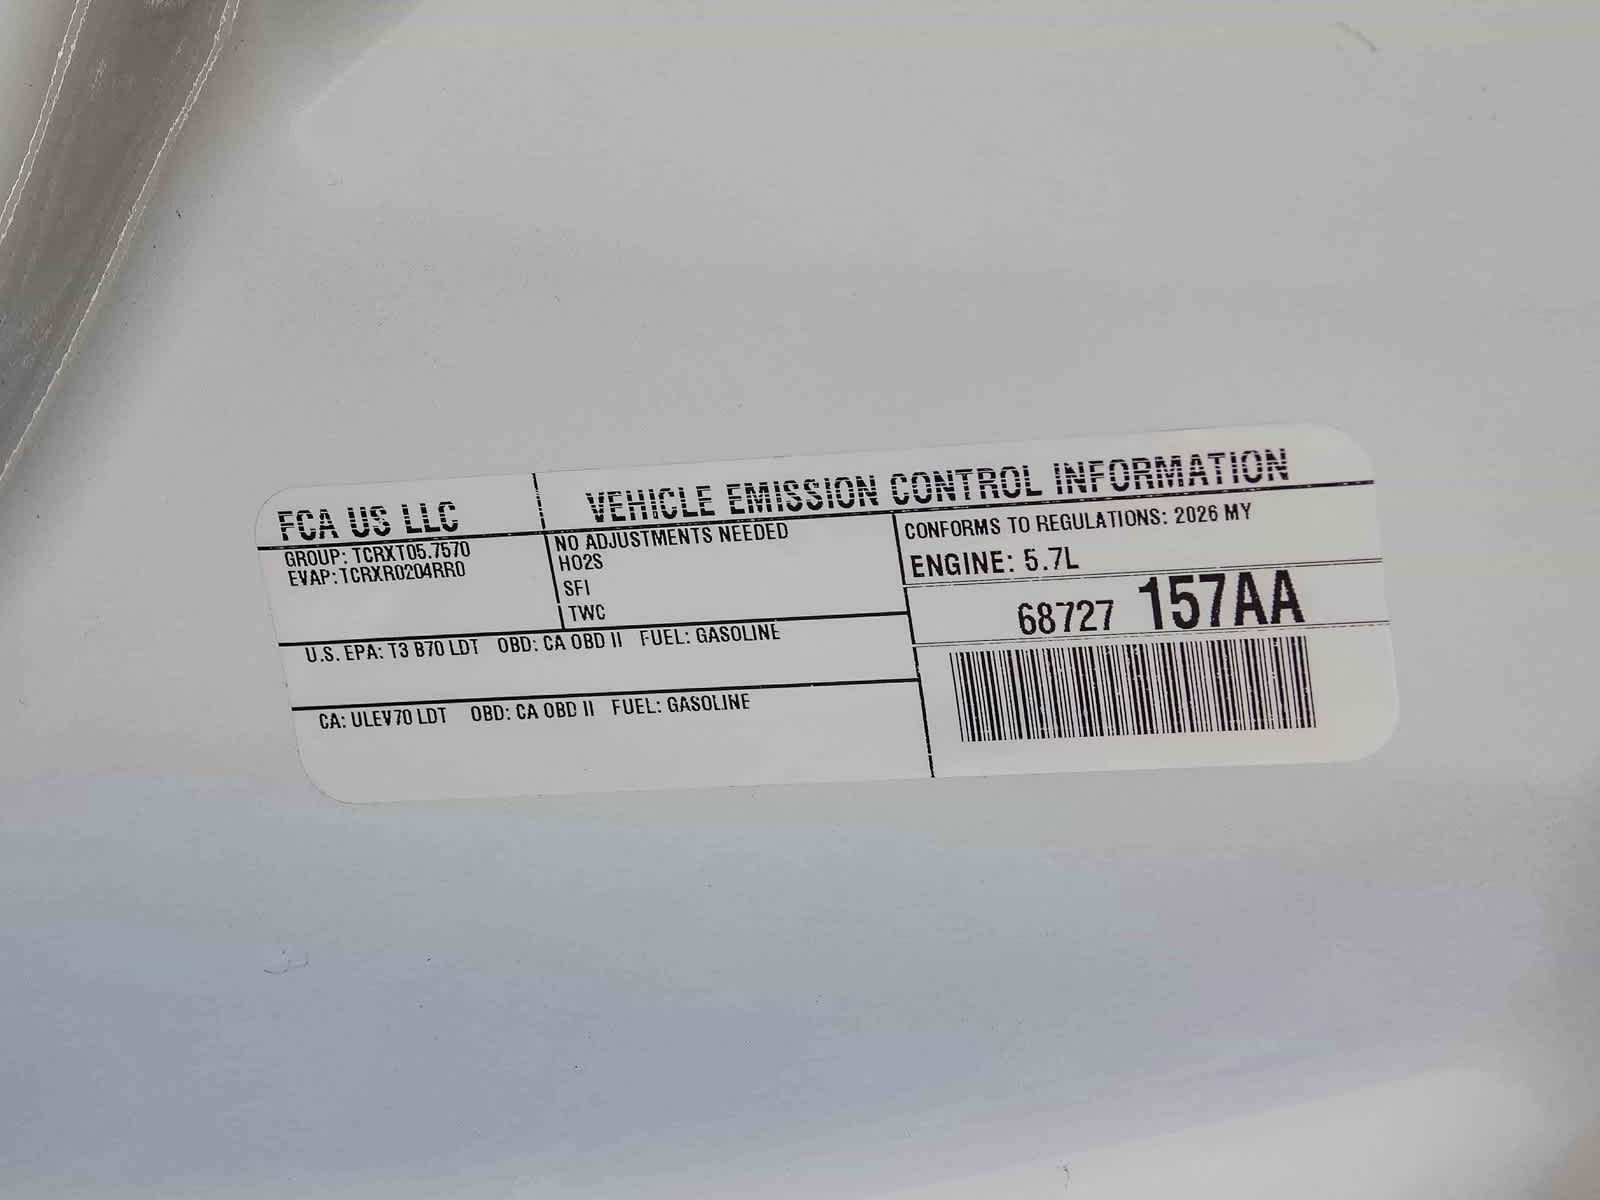 FCA US LLC
VEHICLE EMISSION CONTROL INFORMATION
GROUP: TCRXT05.7570
EVAP: TCRXR0204RR0
NO ADJUSTMENTS NEEDED
HO2S
SFI
TWC
CONFORMS TO REGULATIONS: 2026 MY
ENGINE: 5.7L
68727 157AA
U.S. EPA: T3 B70 LDT OBD: CA OBD II FUEL: GASOLINE
CA: ULEV70 LDT OBD: CA OBD II FUEL: GASOLINE